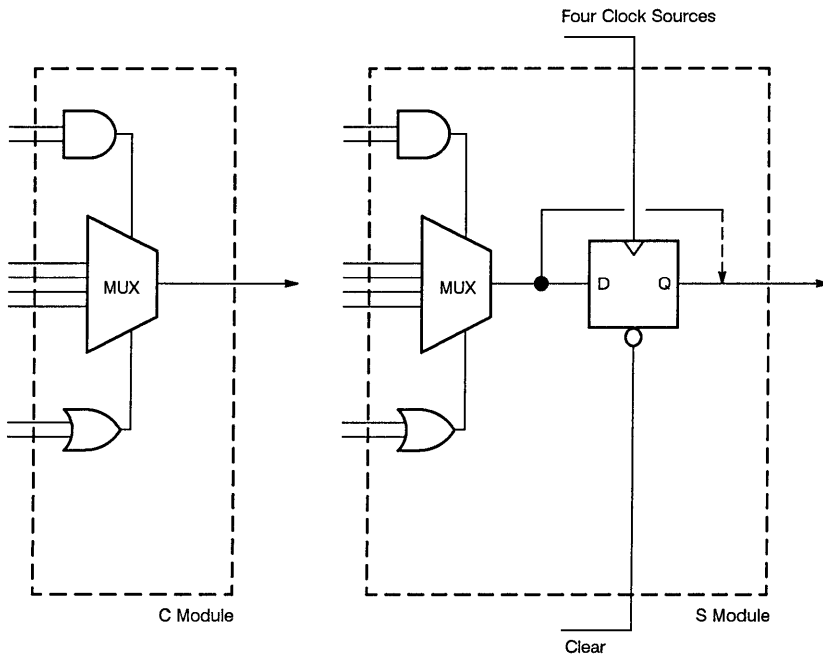 Four Clock Sources
MUX
MUX
D
Q
C Module
S Module
Clear